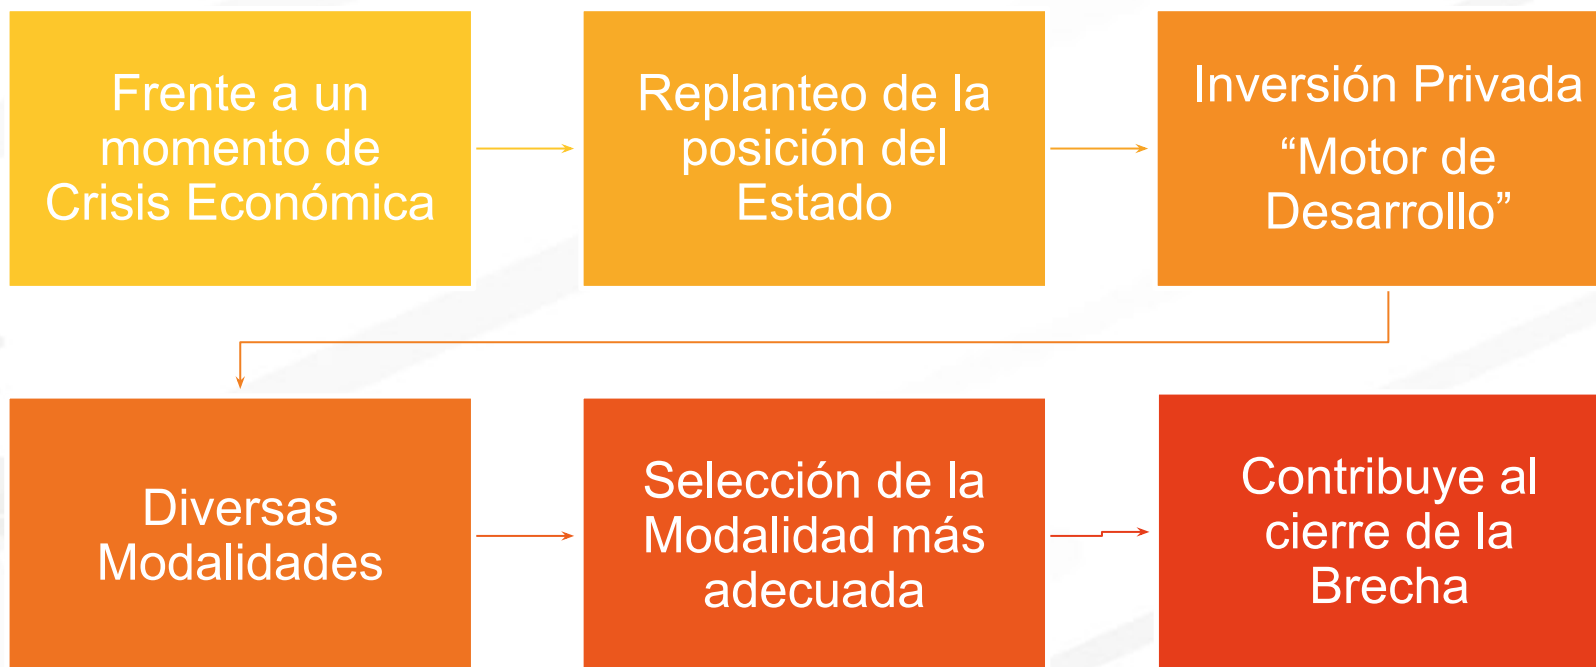 Frente a un
momento de
Crisis Económica
Replanteo de la
posición del
Estado
Inversión Privada
“Motor de
Desarrollo”
Diversas
Modalidades
Selección de la
Modalidad más
adecuada
Contribuye al
cierre de la
Brecha